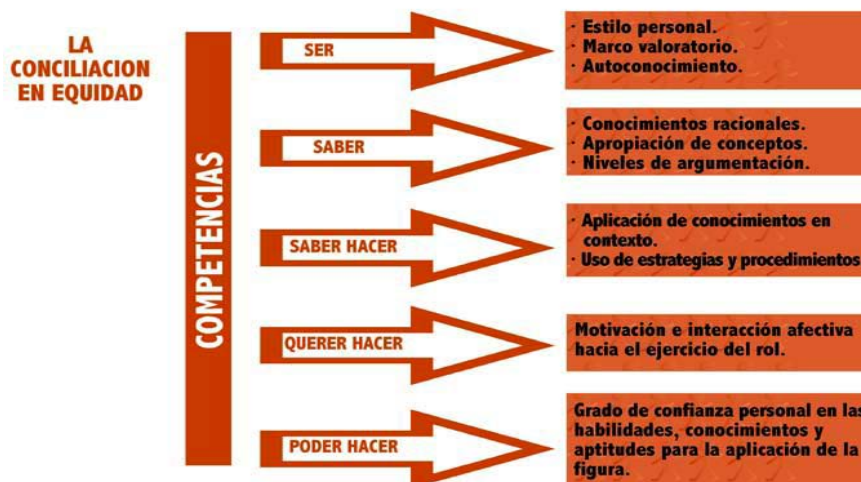 LA
CONCILIACION
EN EQUIDAD
COMPETENCIAS
SER
· Estilo personal.
· Marco valoratorio.
· Autoconocimiento.
SABER
· Conocimientos racionales.
· Apropiación de conceptos.
· Niveles de argumentación.
SABER HACER
· Aplicación de conocimientos en
contexto.
· Uso de estrategias y procedimientos
QUERER HACER
Motivación e interacción afectiva
hacia el ejercicio del rol.
PODER HACER
Grado de confianza personal en las
habilidades, conocimientos y
aptitudes para la aplicación de la
figura.